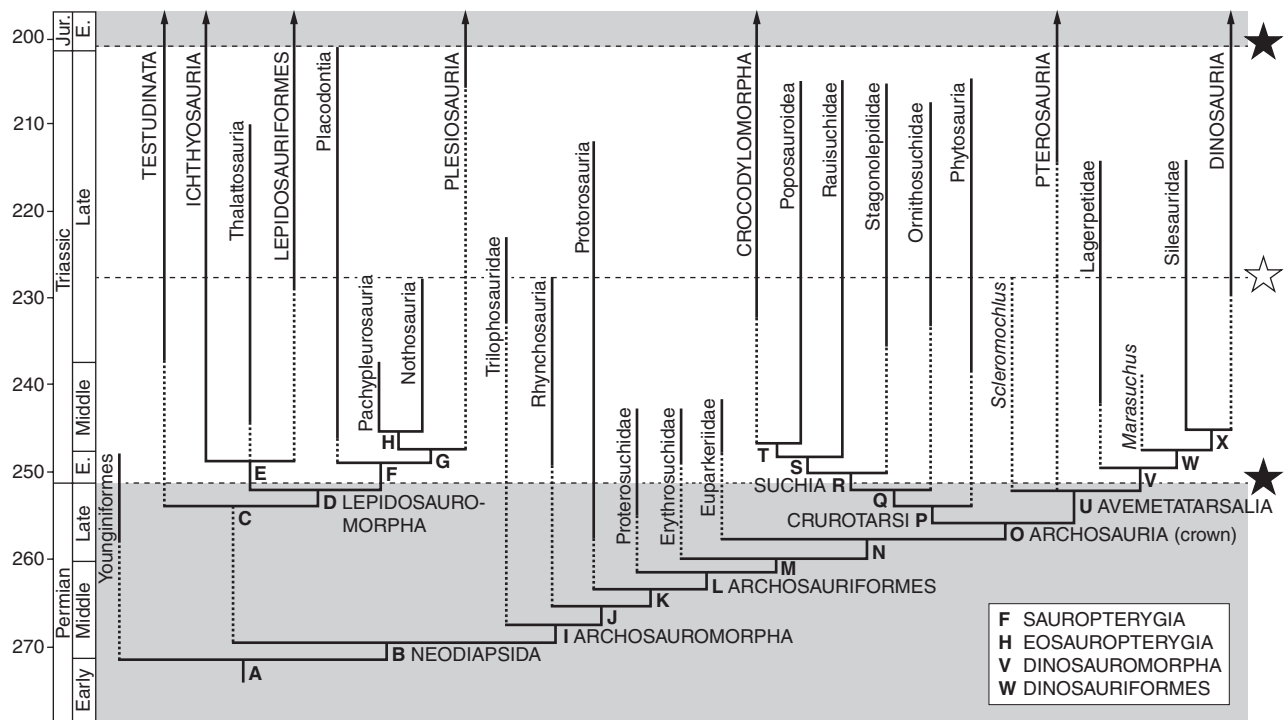 Jur.
E.
Triassic
Late
Middle
E.
Permian
Late
Middle
Early
200
210
220
230
240
250
260
270
Younginiformes
TESTUDINATA
ICHTHYOSAURIA
Thalattosauria
LEPIDOSAURIFORMES
Placodontia
Pachypleurosauria
Nothosauria
PLESIOSAURIA
Trilophosauridae
Rhynchosauria
Protorosauria
Proterosuchidae
Erythrosuchidae
Euparkeriidae
CROCODYLOMORPHA
Poposauroidea
Rauisuchidae
Stagonolepididae
Ornithosuchidae
Phytosauria
Scleromochlus
PTEROSAURIA
Lagerpetidae
Marasuchus
Silesauridae
DINOSAURIA
H
G
E
F
T
S
X
W
V
SUCHIA R
C
D LEPIDOSAURO-
MORPHA
Q
CRUROTARSI P
U AVEMETATARSALIA
O ARCHOSAURIA (crown)
N
M
L ARCHOSAURIFORMES
K
J
I ARCHOSAUROMORPHA
B NEODIAPSIDA
A
F SAUROPTERYGIA
H EOSAUROPTERYGIA
V DINOSAUROMORPHA
W DINOSAURIFORMES